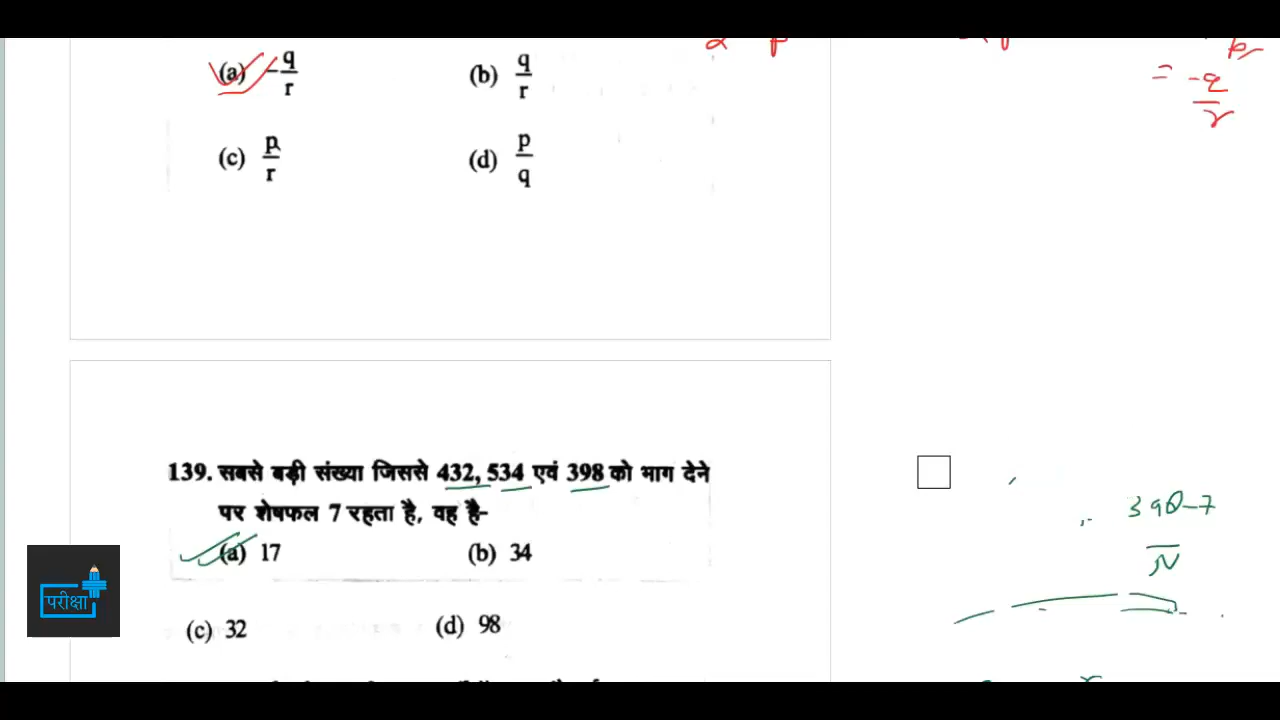 (a) -q/r (b) q/r
= -q/r
(c) p/r (d) p/q
139. सबसे बड़ी संख्या जिससे 432, 534 एवं 398 को भाग देने
पर शेषफल 7 रहता है, वह है-
398-7
N
(a) 17 (b) 34
परीक्षा
(c) 32 (d) 98